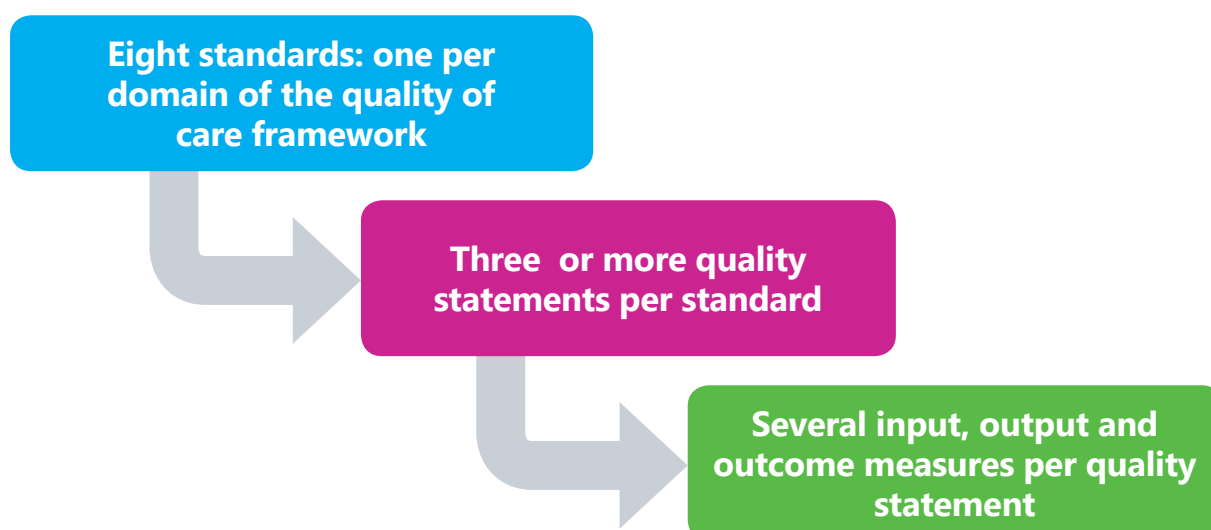 Eight standards: one per
domain of the quality of
care framework
Three  or more quality
statements per standard
Several input, output and
outcome measures per quality
statement